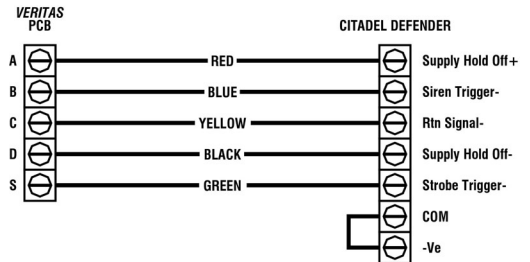 VERITAS
PCB
CITADEL DEFENDER
A RED Supply Hold Off+
B BLUE Siren Trigger-
C YELLOW Rtn Signal-
D BLACK Supply Hold Off-
S GREEN Strobe Trigger-
COM
-Ve